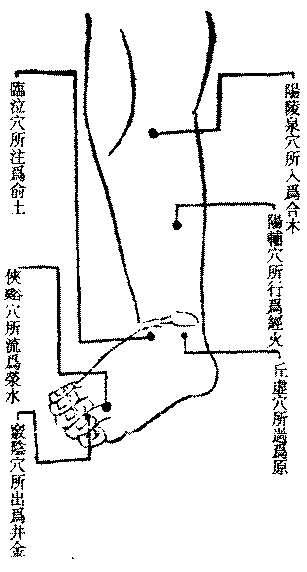 陽陵泉穴所入爲合木
陽輔穴所行爲經火
丘虛穴所過爲原
臨泣穴所注爲俞土
俠谿穴所流爲滎水
竅陰穴所出爲井金